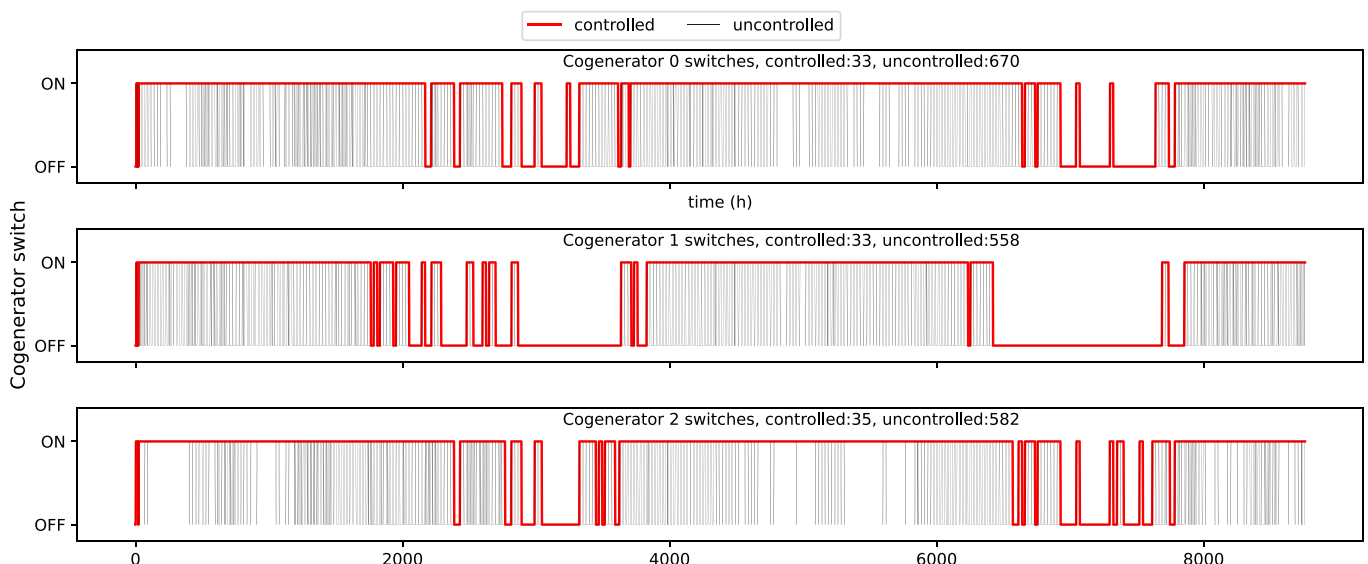 controlled
uncontrolled
Cogenerator 0 switches, controlled:33, uncontrolled:670
ON
OFF
time (h)
Cogenerator switch
Cogenerator 1 switches, controlled:33, uncontrolled:558
ON
OFF
Cogenerator 2 switches, controlled:35, uncontrolled:582
ON
OFF
0 2000 4000 6000 8000